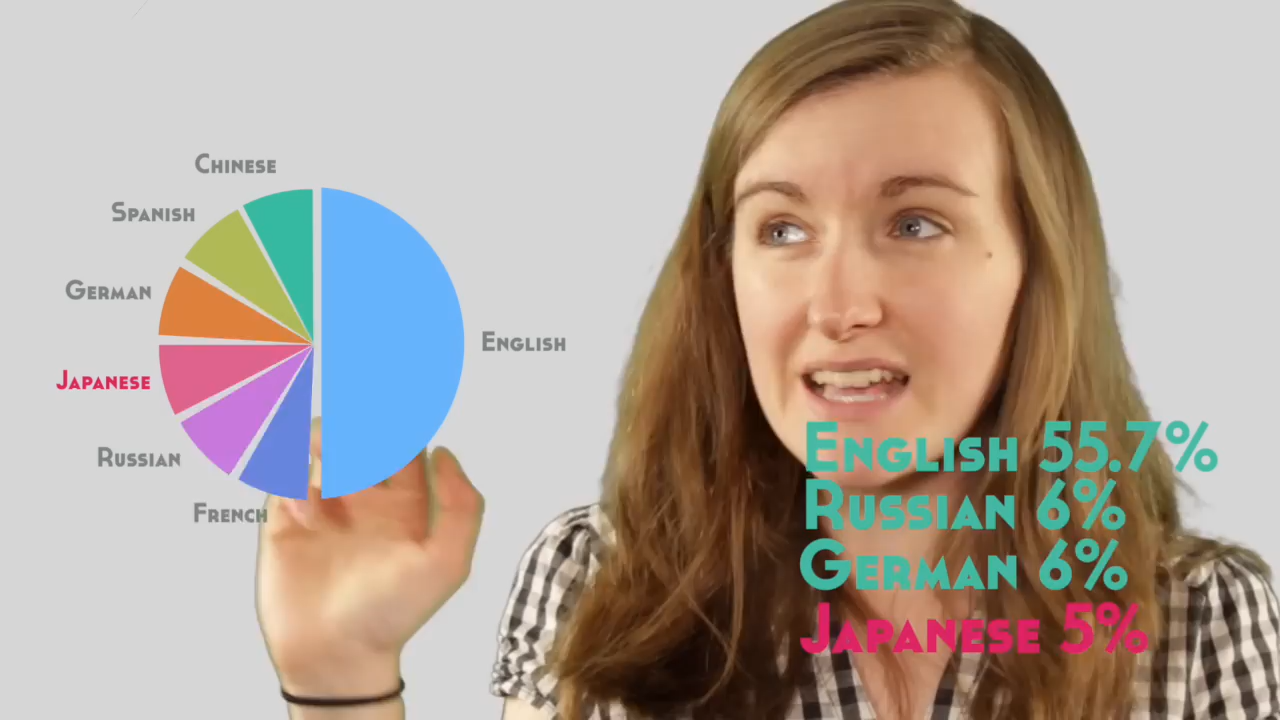 Chinese
Spanish
German
English
Japanese
Russian
French
English 55.7%
Russian 6%
German 6%
Japanese 5%